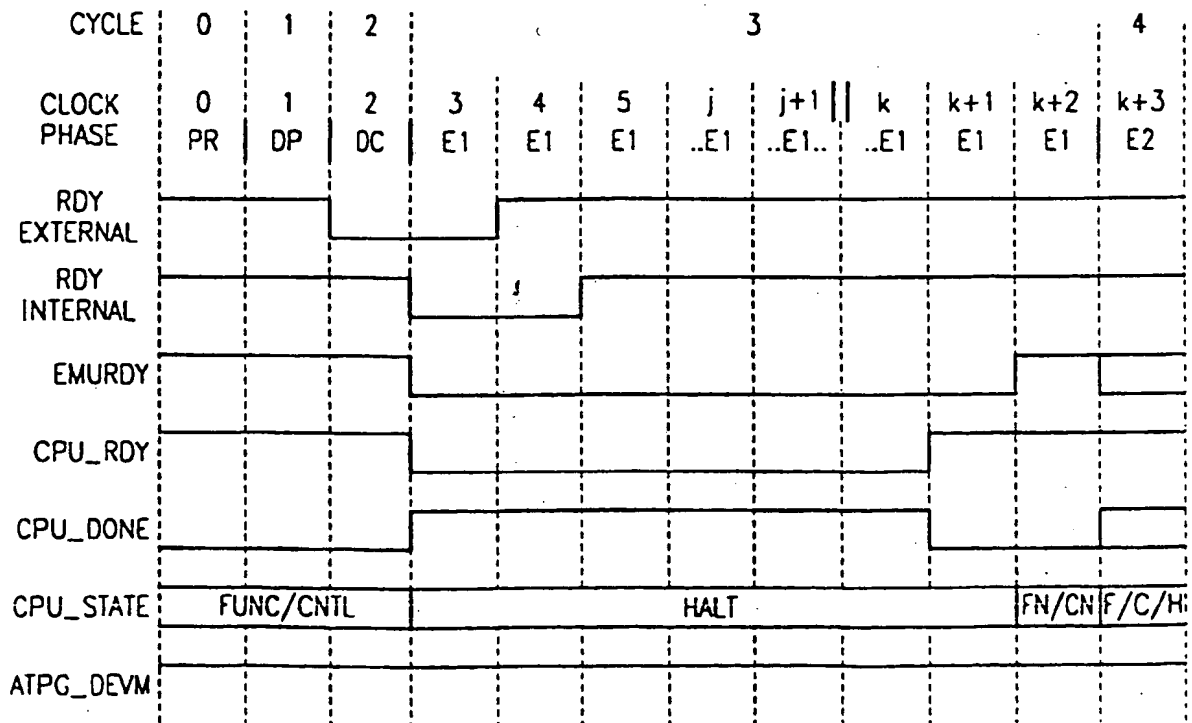 CYCLE 0 1 2 3 4
CLOCK PHASE 0 1 2 3 4 5 j j+1 k k+1 k+2 k+3
PR DP DC E1 E1 E1 ..E1 ..E1.. ..E1 E1 E1 E2
RDY EXTERNAL
RDY INTERNAL
EMURDY
CPU_RDY
CPU_DONE
CPU_STATE FUNC/CNTL HALT FN/CN F/C/H
ATPG_DEVM